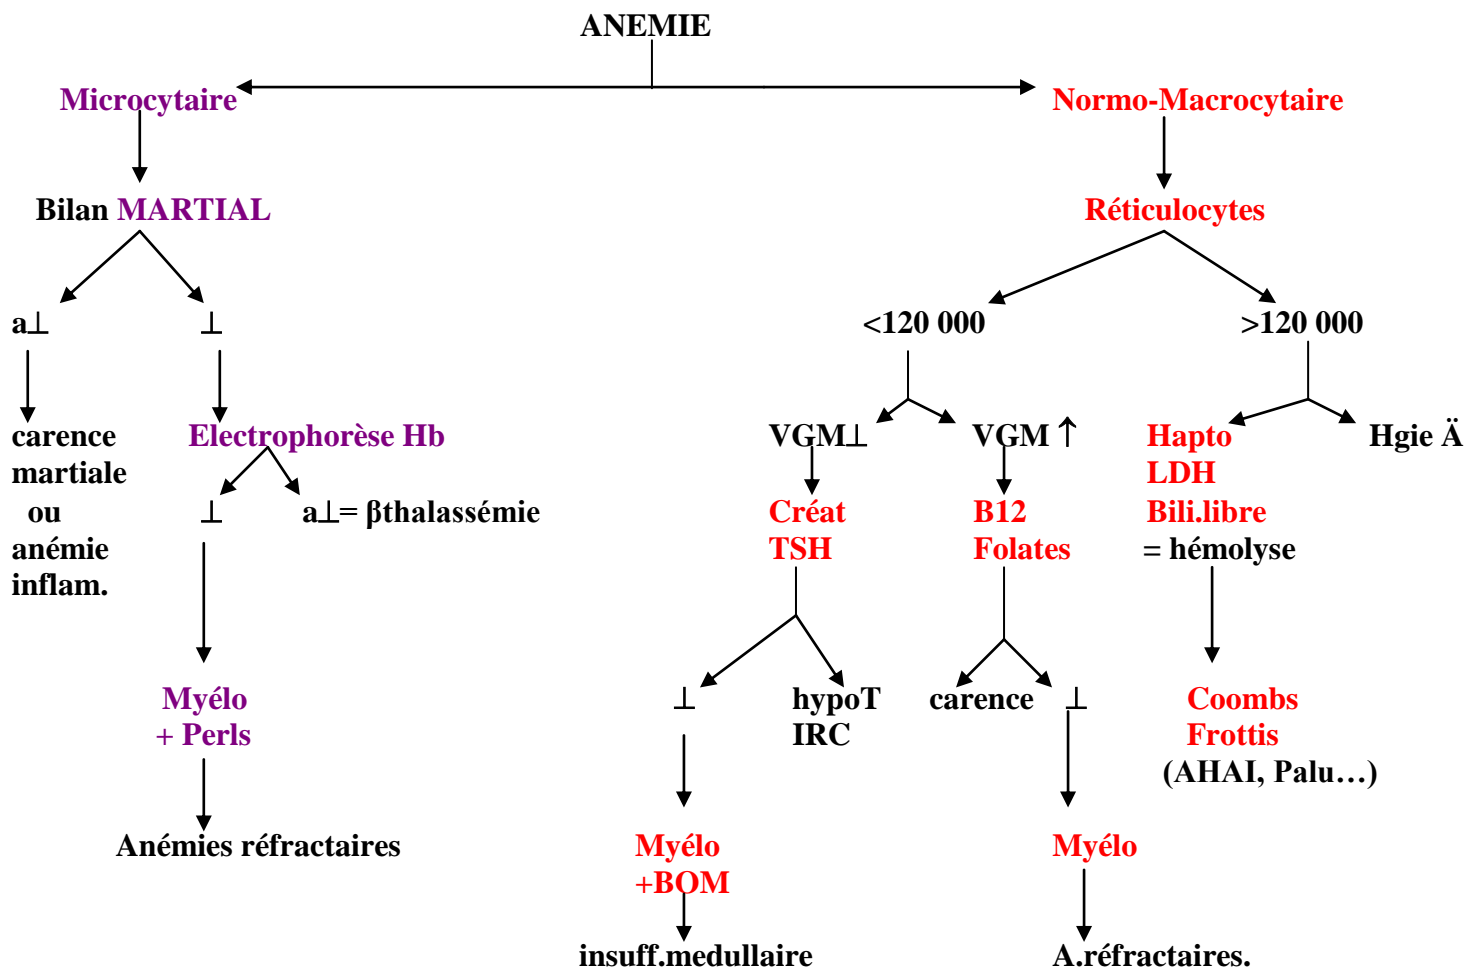 ANEMIE
Microcytaire
Normo-Macrocytaire
Bilan MARTIAL
Réticulocytes
a⊥
⊥
<120 000
>120 000
carence
martiale
ou
anémie
inflam.
Electrophorèse Hb
⊥
a⊥= βthalassémie
VGM⊥
VGM ↑
Hapto
LDH
Bili.libre
= hémolyse
Hgie Ä
Créat
TSH
B12
Folates
Myélo
+ Perls
⊥
hypoT
IRC
carence
⊥
Coombs
Frottis
(AHAI, Palu…)
Anémies réfractaires
Myélo
+BOM
Myélo
insuff.medullaire
A.réfractaires.